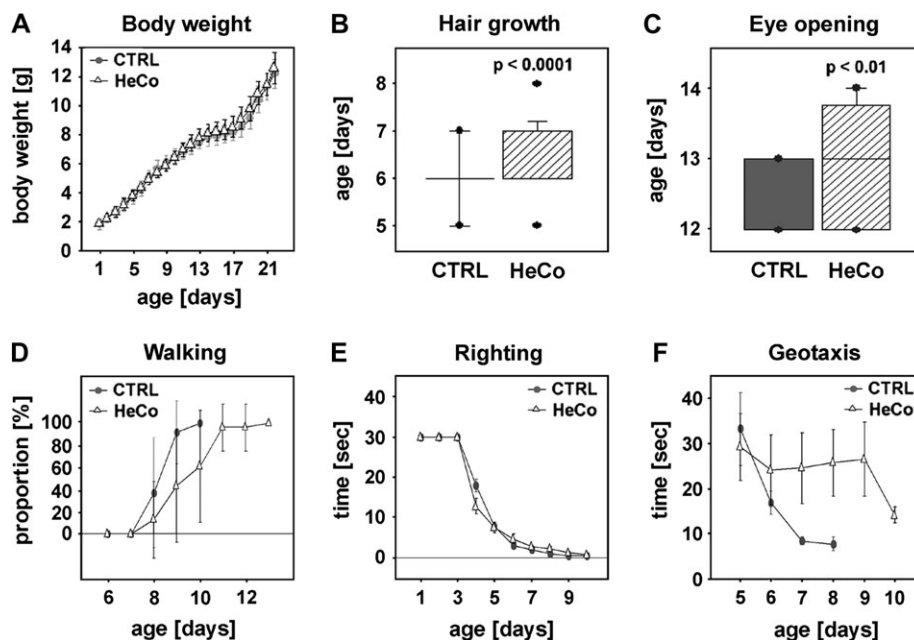 A Body weight
CTRL
HeCo
body weight [g]
14
12
10
8
6
4
2
0
1 5 9 13 17 21
age [days]
B Hair growth
p < 0.0001
age [days]
8
7
6
5
CTRL HeCo
C Eye opening
p < 0.01
age [days]
14
13
12
CTRL HeCo
D Walking
CTRL
HeCo
proportion [%]
100
80
60
40
20
0
6 8 10 12
age [days]
E Righting
CTRL
HeCo
time [sec]
40
30
20
10
0
1 3 5 7 9
age [days]
F Geotaxis
CTRL
HeCo
time [sec]
40
30
20
10
0
5 6 7 8 9 10
age [days]